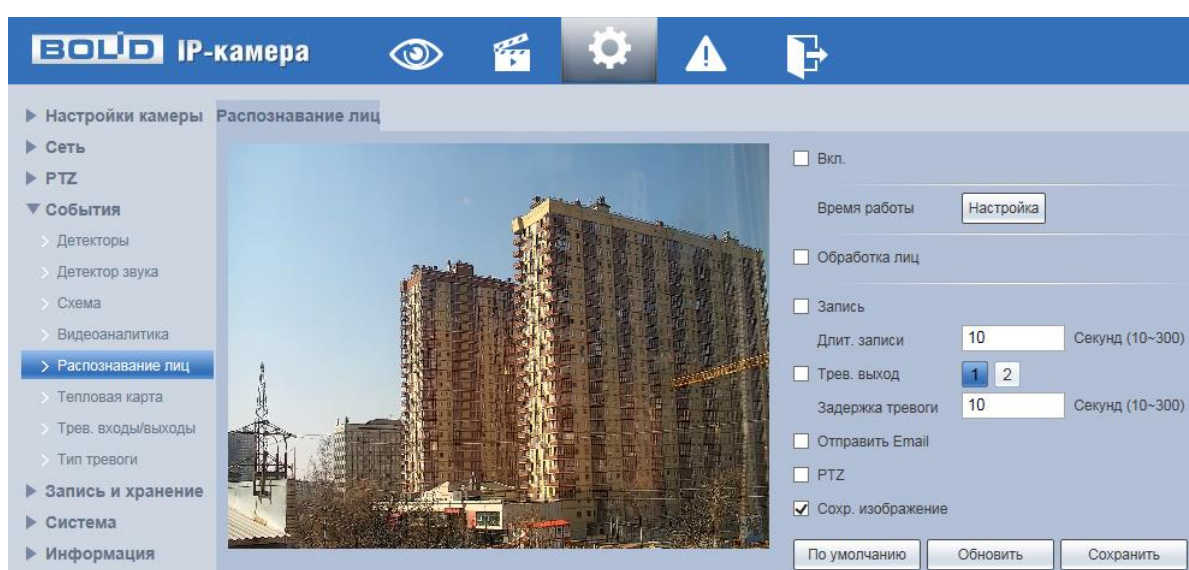 BOLID IP-камера
Настройки камеры
Сеть
PTZ
События
Детекторы
Детектор звука
Схема
Видеоаналитика
Распознавание лиц
Тепловая карта
Трев. входы/выходы
Тип тревоги
Запись и хранение
Система
Информация
Распознавание лиц
Вкл.
Время работы Настройка
Обработка лиц
Запись
Длит. записи 10 Секунд (10~300)
Трев. выход 1 2
Задержка тревоги 10 Секунд (10~300)
Отправить Email
PTZ
Сохр. изображение
По умолчанию Обновить Сохранить